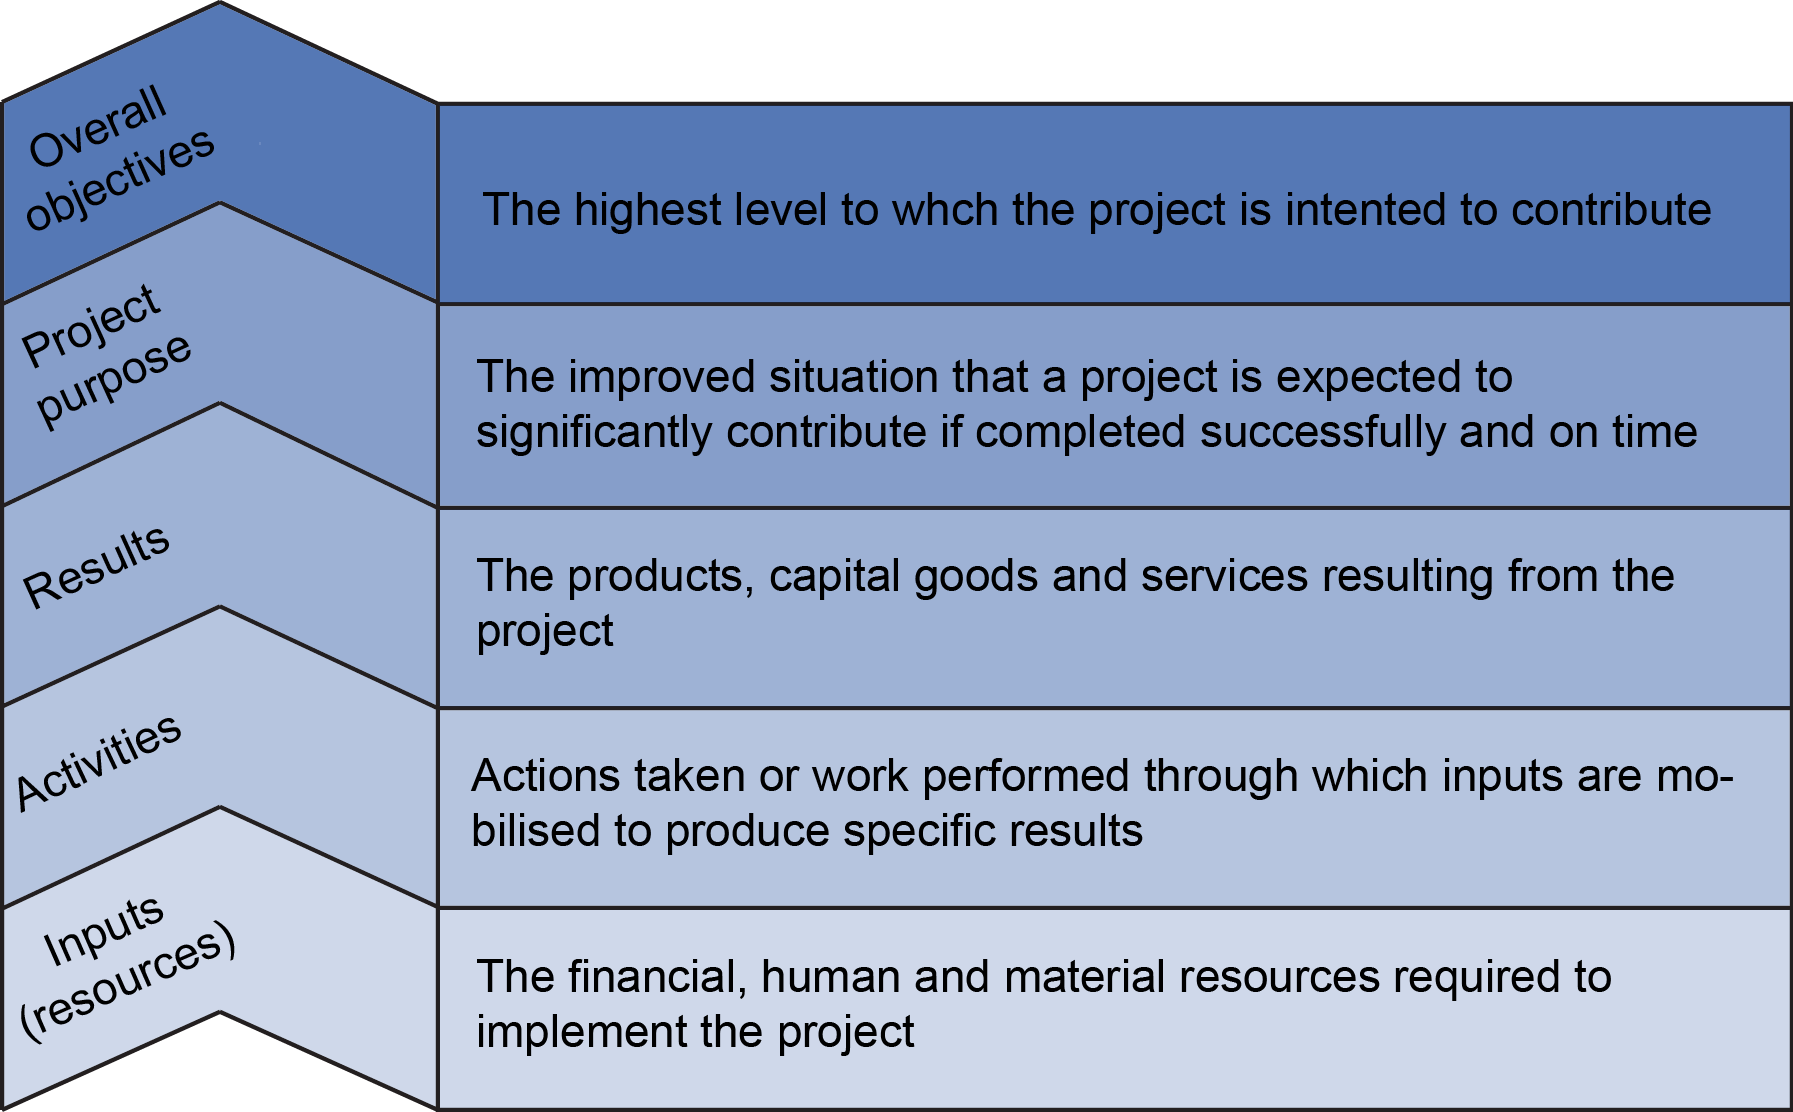 Overall
objectives
The highest level to whch the project is intented to contribute
Project
purpose
The improved situation that a project is expected to
significantly contribute if completed successfully and on time
Results
The products, capital goods and services resulting from the
project
Activities
Actions taken or work performed through which inputs are mo-
bilised to produce specific results
Inputs
(resources)
The financial, human and material resources required to
implement the project